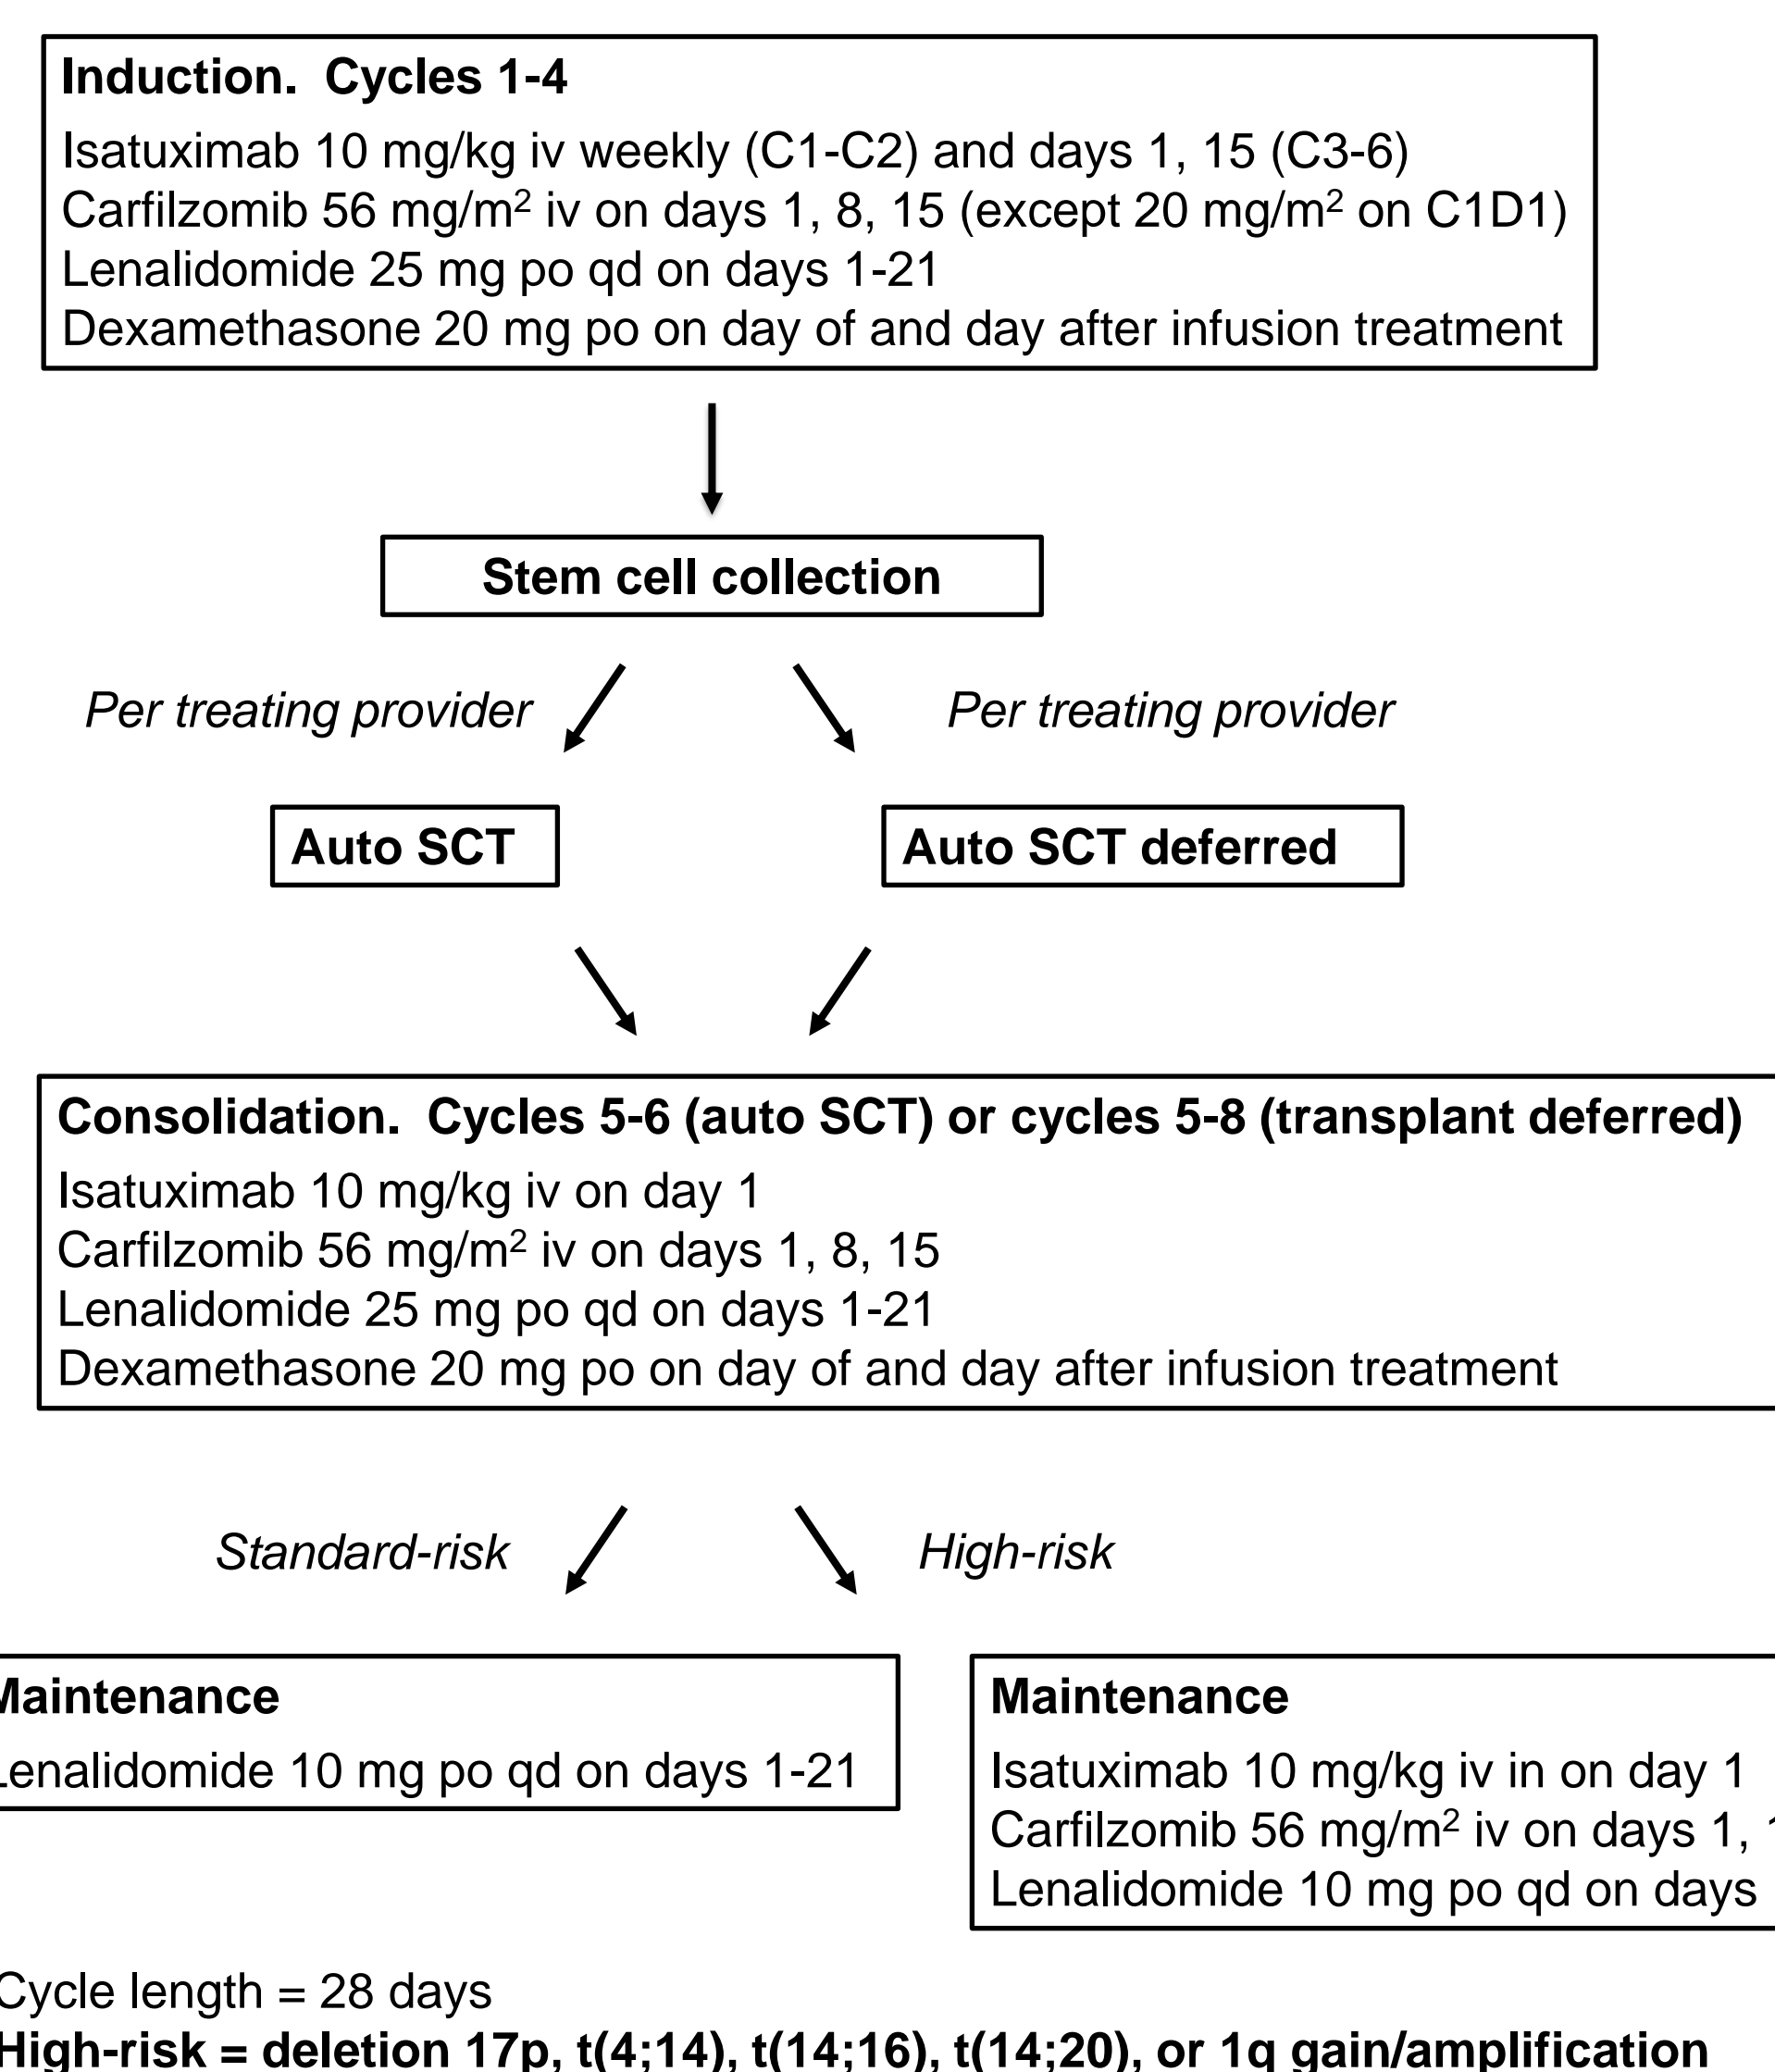 Induction.  Cycles 1-4
Isatuximab 10 mg/kg iv weekly (C1-C2) and days 1, 15 (C3-6)
Carfilzomib 56 mg/m² iv on days 1, 8, 15 (except 20 mg/m² on C1D1)
Lenalidomide 25 mg po qd on days 1-21
Dexamethasone 20 mg po on day of and day after infusion treatment
Stem cell collection
Per treating provider
Per treating provider
Auto SCT
Auto SCT deferred
Consolidation.  Cycles 5-6 (auto SCT) or cycles 5-8 (transplant deferred)
Isatuximab 10 mg/kg iv on day 1
Carfilzomib 56 mg/m² iv on days 1, 8, 15
Lenalidomide 25 mg po qd on days 1-21
Dexamethasone 20 mg po on day of and day after infusion treatment
Standard-risk
High-risk
Maintenance
Lenalidomide 10 mg po qd on days 1-21
Maintenance
Isatuximab 10 mg/kg iv in on day 1
Carfilzomib 56 mg/m² iv on days 1,
Lenalidomide 10 mg po qd on days
Cycle length = 28 days
High-risk = deletion 17p, t(4;14), t(14;16), t(14;20), or 1q gain/amplification